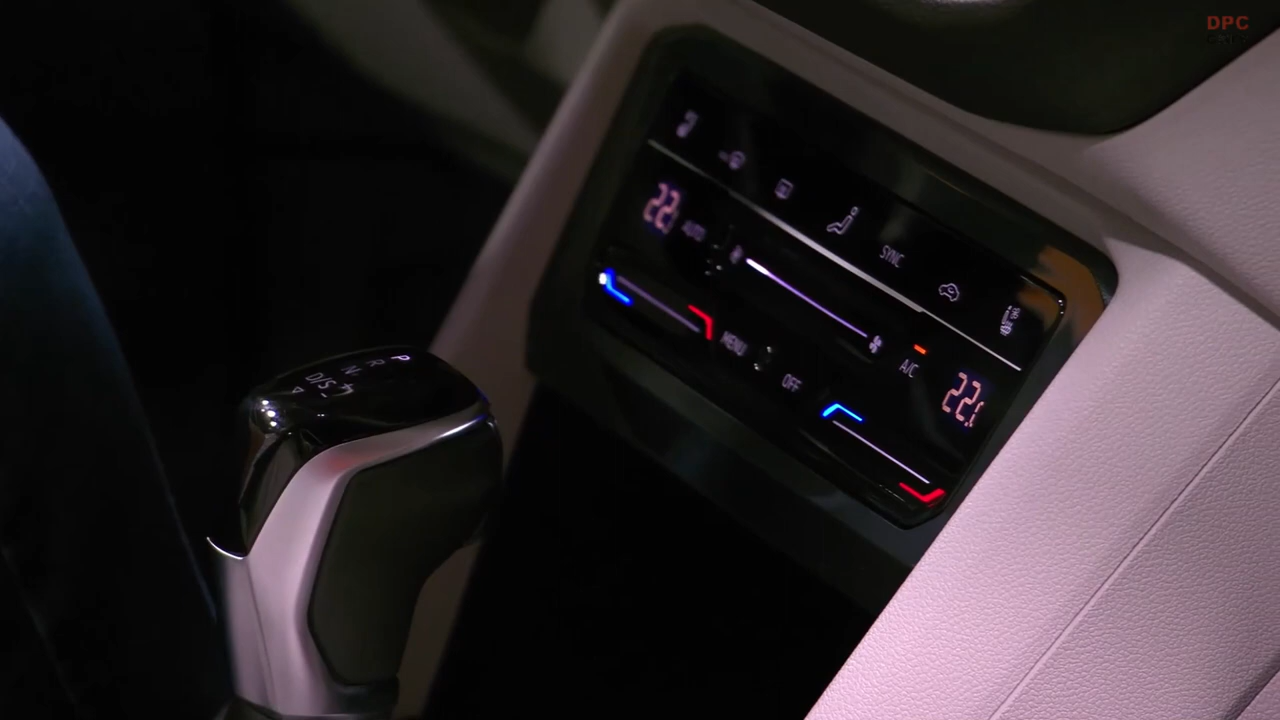 DPC
22.
AUTO
SYNC
MENU
OFF
A/C
22.
P
R
N
D/S